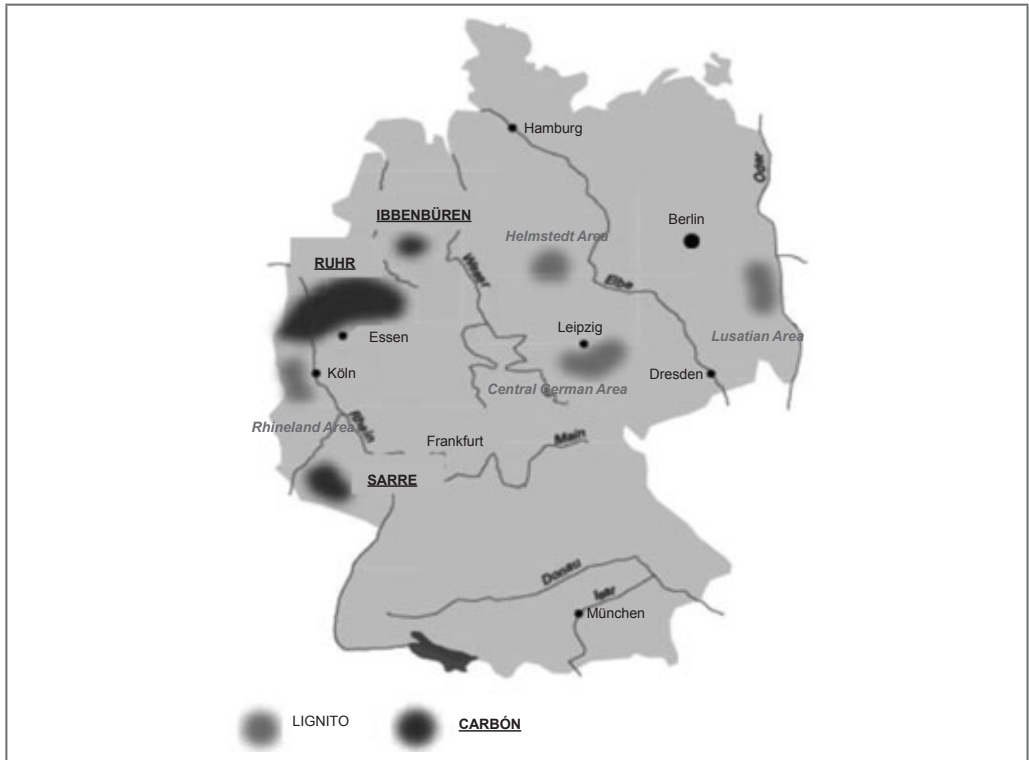 Hamburg
Oder
IBBENBÜREN
Berlin
Helmstedt Area
RUHR
Weser
Elbe
Essen
Leipzig
Lusatian Area
Köln
Dresden
Central German Area
Rhineland Area
Rhein
Frankfurt
Main
SARRE
Donau
Isar
München
LIGNITO
CARBÓN